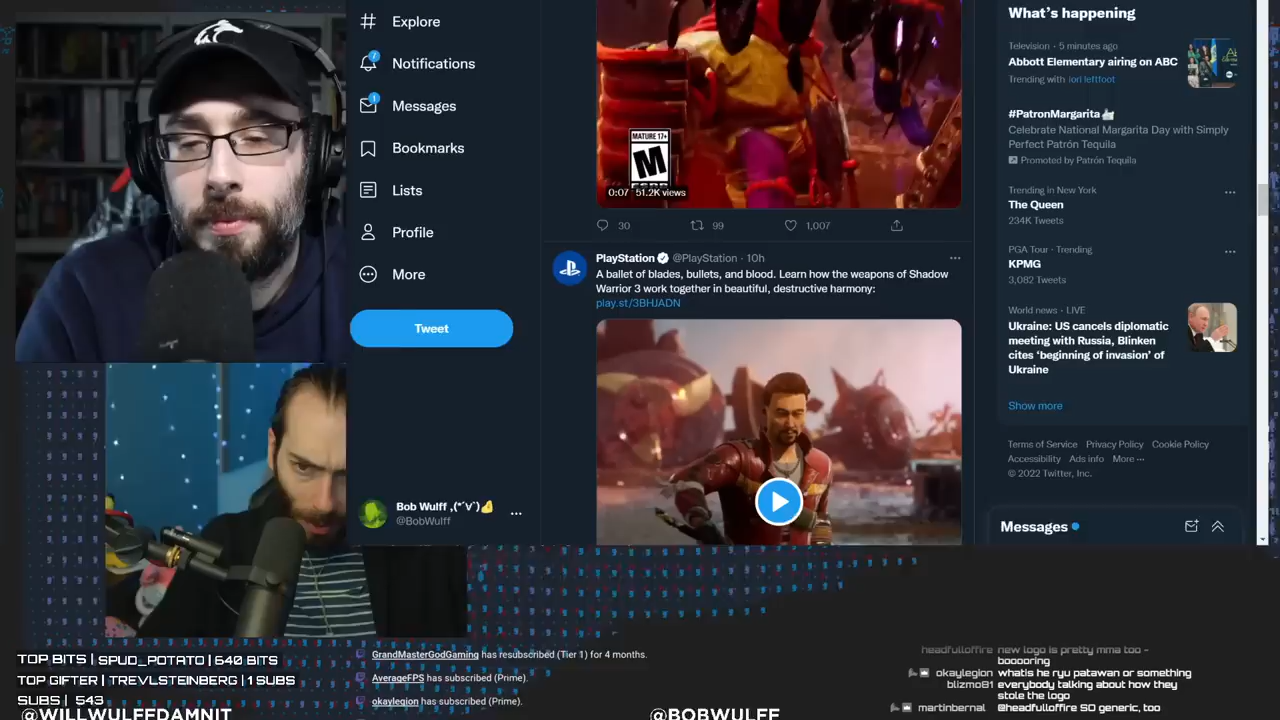 Explore
7
Notifications
1
Messages
Bookmarks
Lists
Profile
More
Tweet
Bob Wulff
@BobWulff
MATURE 17+
M
ESRB
0:07 51.2K views
30
99
1,007
PlayStation @PlayStation · 10h
A ballet of blades, bullets, and blood. Learn how the weapons of Shadow
Warrior 3 work together in beautiful, destructive harmony:
play.st/3BHJADN
What's happening
Television · 5 minutes ago
Abbott Elementary airing on ABC
Trending with lori leftfoot
#PatronMargarita
Celebrate National Margarita Day with Simply
Perfect Patrón Tequila
Promoted by Patrón Tequila
Trending in New York
The Queen
234K Tweets
PGA Tour · Trending
KPMG
3,082 Tweets
World news · LIVE
Ukraine: US cancels diplomatic
meeting with Russia, Blinken
cites 'beginning of invasion' of
Ukraine
Show more
Terms of Service Privacy Policy Cookie Policy
Accessibility Ads info More ···
© 2022 Twitter, Inc.
Messages
TOP BITS | SPUD_POTATO | 640 BITS
TOP GIFTER | TREVLSTEINBERG | 1 SUBS
SUBS | 543
@WILLWULFFDAMNIT
GrandMasterGodGaming has resubscribed (Tier 1) for 4 months.
AverageFPS has subscribed (Prime).
okaylegion has subscribed (Prime).
@BOBWULFF
headfulloffire new logo is pretty mma too -
boooring
okaylegion whatis he ryu patawan or something
blizmo81 everybody talking about how they
stole the logo
martinbernal @headfulloffire SO generic, too